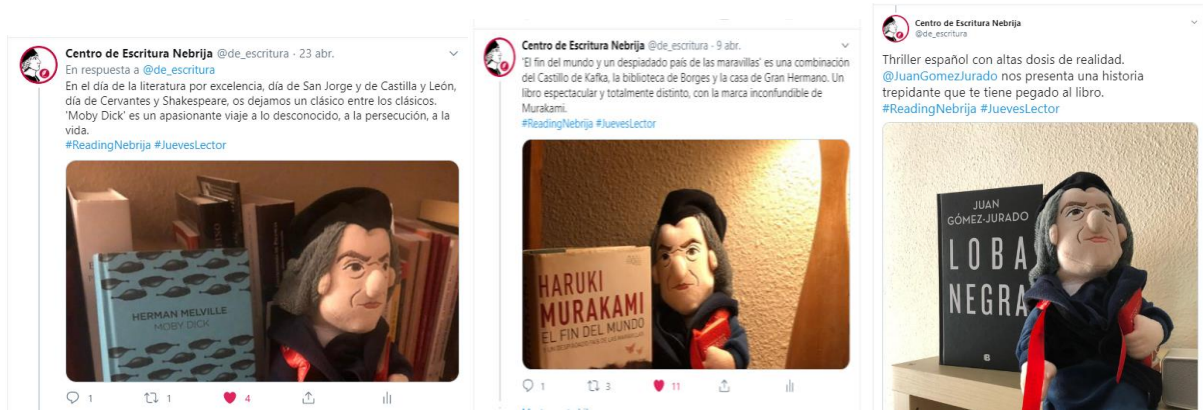 Centro de Escritura Nebrija @de_escritura · 23 abr.
En respuesta a @de_escritura
En el día de la literatura por excelencia, día de San Jorge y de Castilla y León,
día de Cervantes y Shakespeare, os dejamos un clásico entre los clásicos.
'Moby Dick' es un apasionante viaje a lo desconocido, a la persecución, a la
vida.
#ReadingNebrija #JuevesLector
HERMAN MELVILLE
MOBY DICK
1
1
4
Centro de Escritura Nebrija @de_escritura · 9 abr.
'El fin del mundo y un despiadado país de las maravillas' es una combinación
del Castillo de Kafka, la biblioteca de Borges y la casa de Gran Hermano. Un
libro espectacular y totalmente distinto, con la marca inconfundible de
Murakami.
#ReadingNebrija #JuevesLector
HARUKI
MURAKAMI
EL FIN DEL MUNDO
Y UN DESPIADADO PAÍS DE LAS MARAVILLAS
1
3
11
Centro de Escritura Nebrija
@de_escritura
Thriller español con altas dosis de realidad.
@JuanGomezJurado nos presenta una historia
trepidante que te tiene pegado al libro.
#ReadingNebrija #JuevesLector
JUAN
GÓMEZ-JURADO
LOBA
NEGRA
B